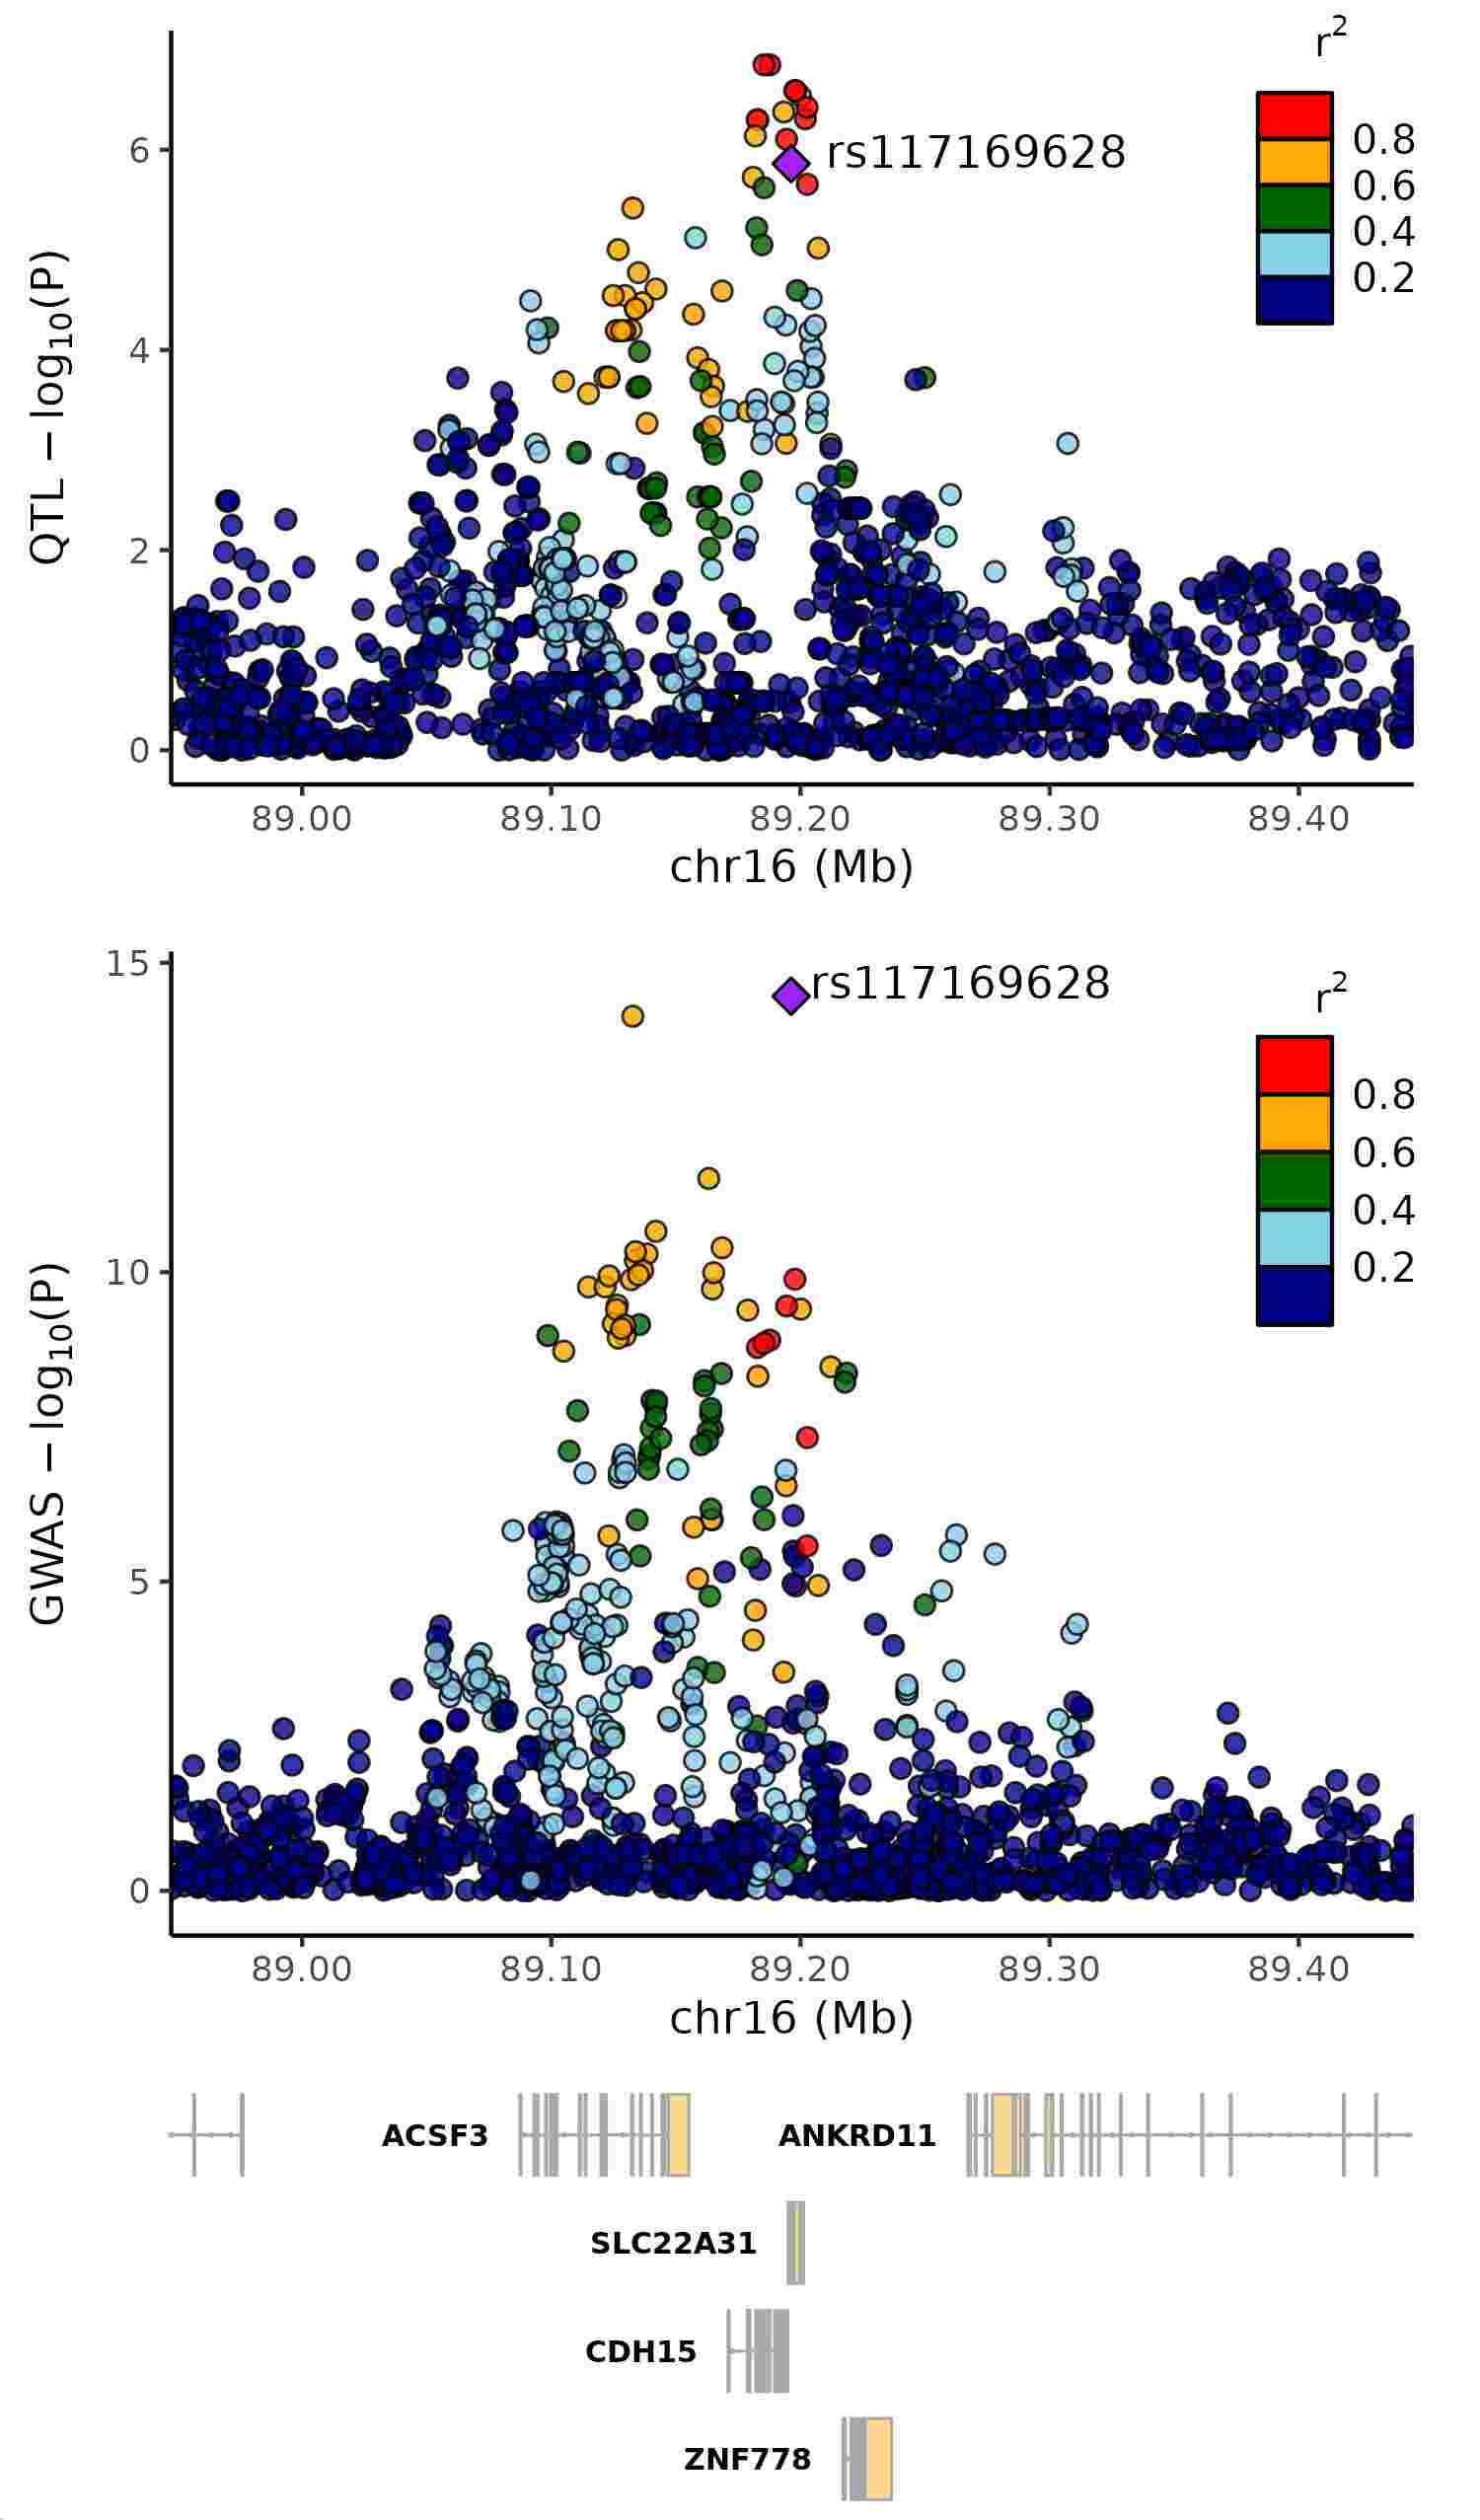 r²
0.8
0.6
0.4
0.2
rs117169628
QTL −log₁₀(P)
6
4
2
0
89.00 89.10 89.20 89.30 89.40
chr16 (Mb)
15
10
5
0
rs117169628
r²
0.8
0.6
0.4
0.2
GWAS −log₁₀(P)
89.00 89.10 89.20 89.30 89.40
chr16 (Mb)
ACSF3 ANKRD11
SLC22A31
CDH15
ZNF778